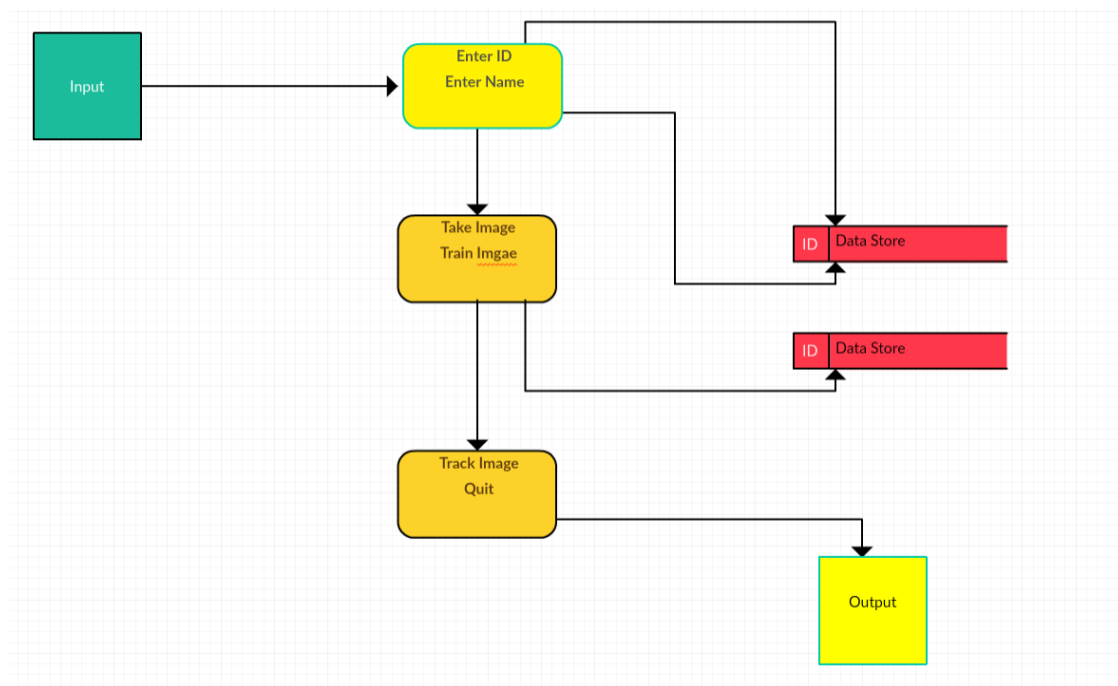 Input
Enter ID
Enter Name
Take Image
Train Imgae
ID Data Store
ID Data Store
Track Image
Quit
Output